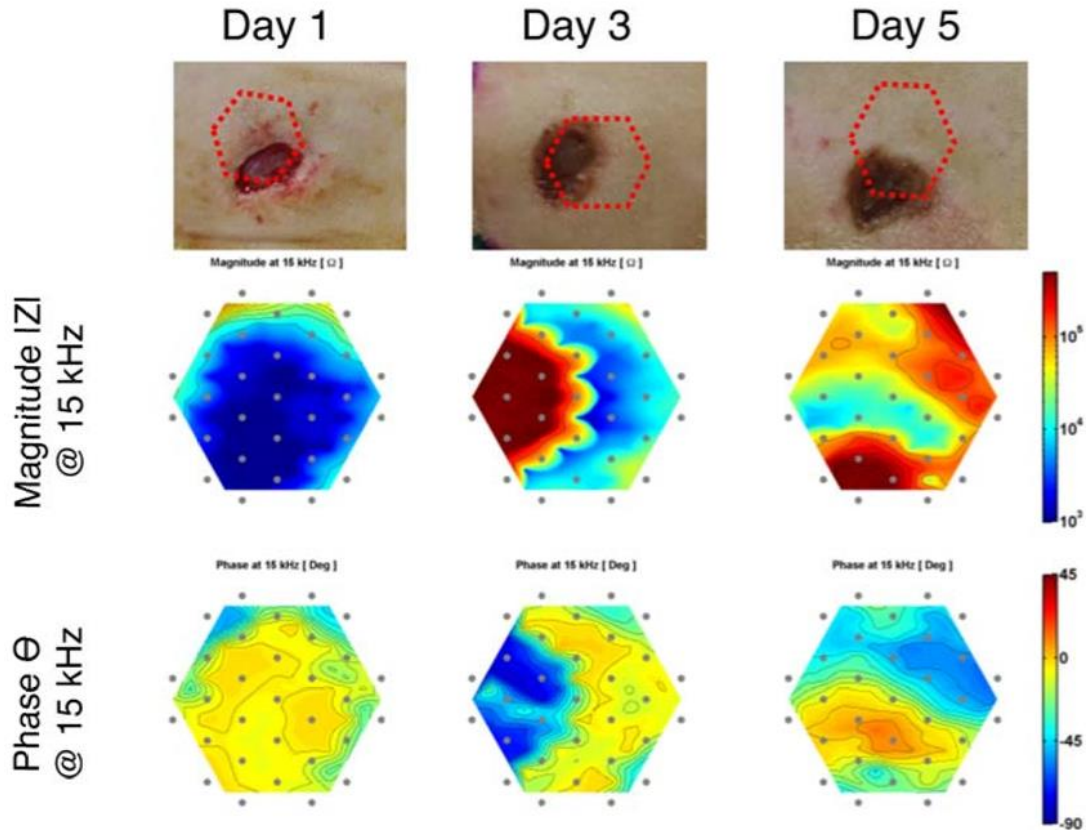 Day 1 Day 3 Day 5
Magnitude at 15 kHz [ Ω ] Magnitude at 15 kHz [ Ω ] Magnitude at 15 kHz [ Ω ]
Magnitude |Z|
@ 15 kHz
10⁵
10⁴
10³
Phase at 15 kHz [ Deg ] Phase at 15 kHz [ Deg ] Phase at 15 kHz [ Deg ]
Phase Θ
@ 15 kHz
45
0
-45
-90